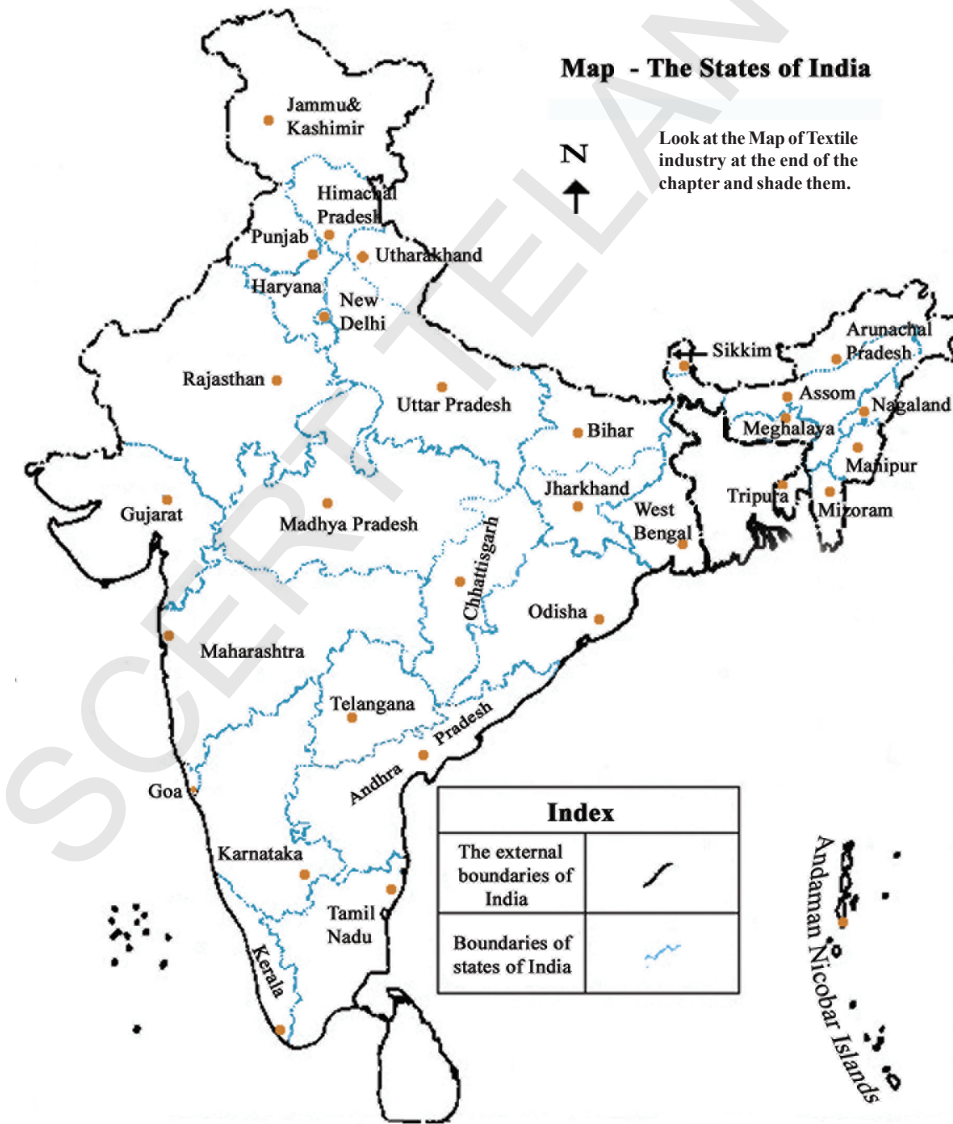 Map - The States of India
Look at the Map of Textile
industry at the end of the
chapter and shade them.
N
Jammu&
Kashimir
Himachal
Pradesh
Punjab
Utharakhand
Haryana
New
Delhi
Sikkim
Arunachal
Pradesh
Rajasthan
Uttar Pradesh
Assom
Nagaland
Bihar
Meghalaya
Manipur
Jharkhand
Gujarat
Madhya Pradesh
West
Bengal
Tripura
Mizoram
Chhattisgarh
Odisha
Maharashtra
Telangana
Andhra Pradesh
Goa
Index
The external
boundaries of
India
Boundaries of
states of India
Karnataka
Tamil
Nadu
Kerala
Andaman Nicobar Islands
SCERT TELAN